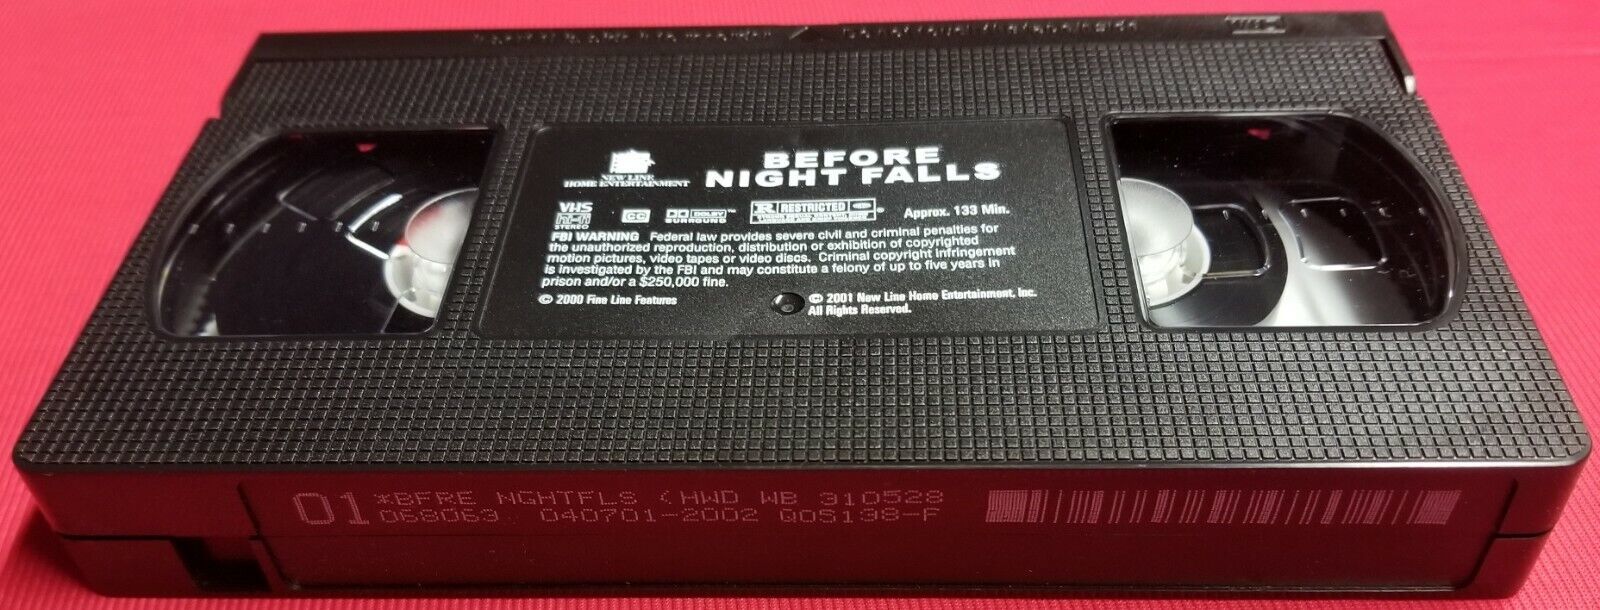 VHS
NEW LINE
HOME ENTERTAINMENT
BEFORE
NIGHT FALLS
VHS
hi-fi
STEREO
CC
DOLBY
SURROUND
R RESTRICTED
Approx. 133 Min.
FBI WARNING Federal law provides severe civil and criminal penalties for
the unauthorized reproduction, distribution or exhibition of copyrighted
motion pictures, video tapes or video discs. Criminal copyright infringement
is investigated by the FBI and may constitute a felony of up to five years in
prison and/or a $250,000 fine.
© 2000 Fine Line Features
© 2001 New Line Home Entertainment, Inc.
All Rights Reserved.
01 *BFRE NGHTFLS <HWD WB 310528
068063 040701-2002 QOS138-F